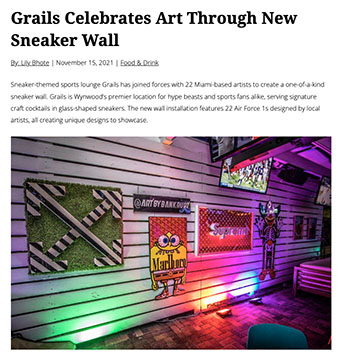 Grails Celebrates Art Through New
Sneaker Wall
By: Lily Bhote | November 15, 2021 | Food & Drink
Sneaker-themed sports lounge Grails has joined forces with 22 Miami-based artists to create a one-of-a-kind
sneaker wall. Grails is Wynwood's premier location for hype beasts and sports fans alike, serving signature
craft cocktails in glass-shaped sneakers. The new wall installation features 22 Air Force 1s designed by local
artists, all creating unique designs to showcase.
@ARTBYBANKDUDE
Supreme
Marlboro